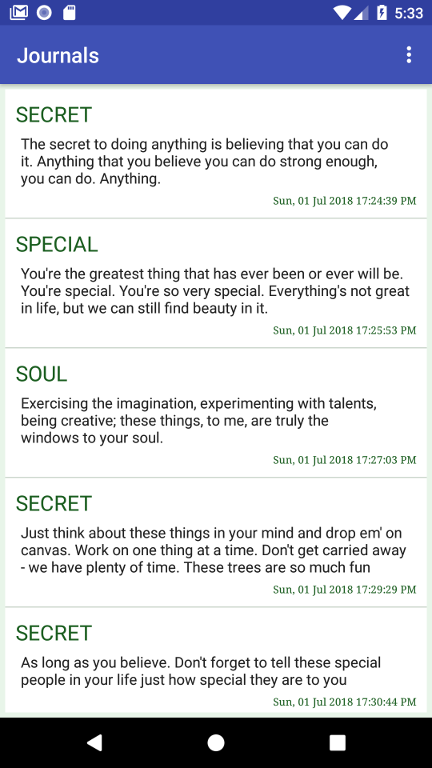 5:33
Journals
SECRET
The secret to doing anything is believing that you can do
it. Anything that you believe you can do strong enough,
you can do. Anything.
Sun, 01 Jul 2018 17:24:39 PM
SPECIAL
You're the greatest thing that has ever been or ever will be.
You're special. You're so very special. Everything's not great
in life, but we can still find beauty in it.
Sun, 01 Jul 2018 17:25:53 PM
SOUL
Exercising the imagination, experimenting with talents,
being creative; these things, to me, are truly the
windows to your soul.
Sun, 01 Jul 2018 17:27:03 PM
SECRET
Just think about these things in your mind and drop em' on
canvas. Work on one thing at a time. Don't get carried away
- we have plenty of time. These trees are so much fun
Sun, 01 Jul 2018 17:29:29 PM
SECRET
As long as you believe. Don't forget to tell these special
people in your life just how special they are to you
Sun, 01 Jul 2018 17:30:44 PM